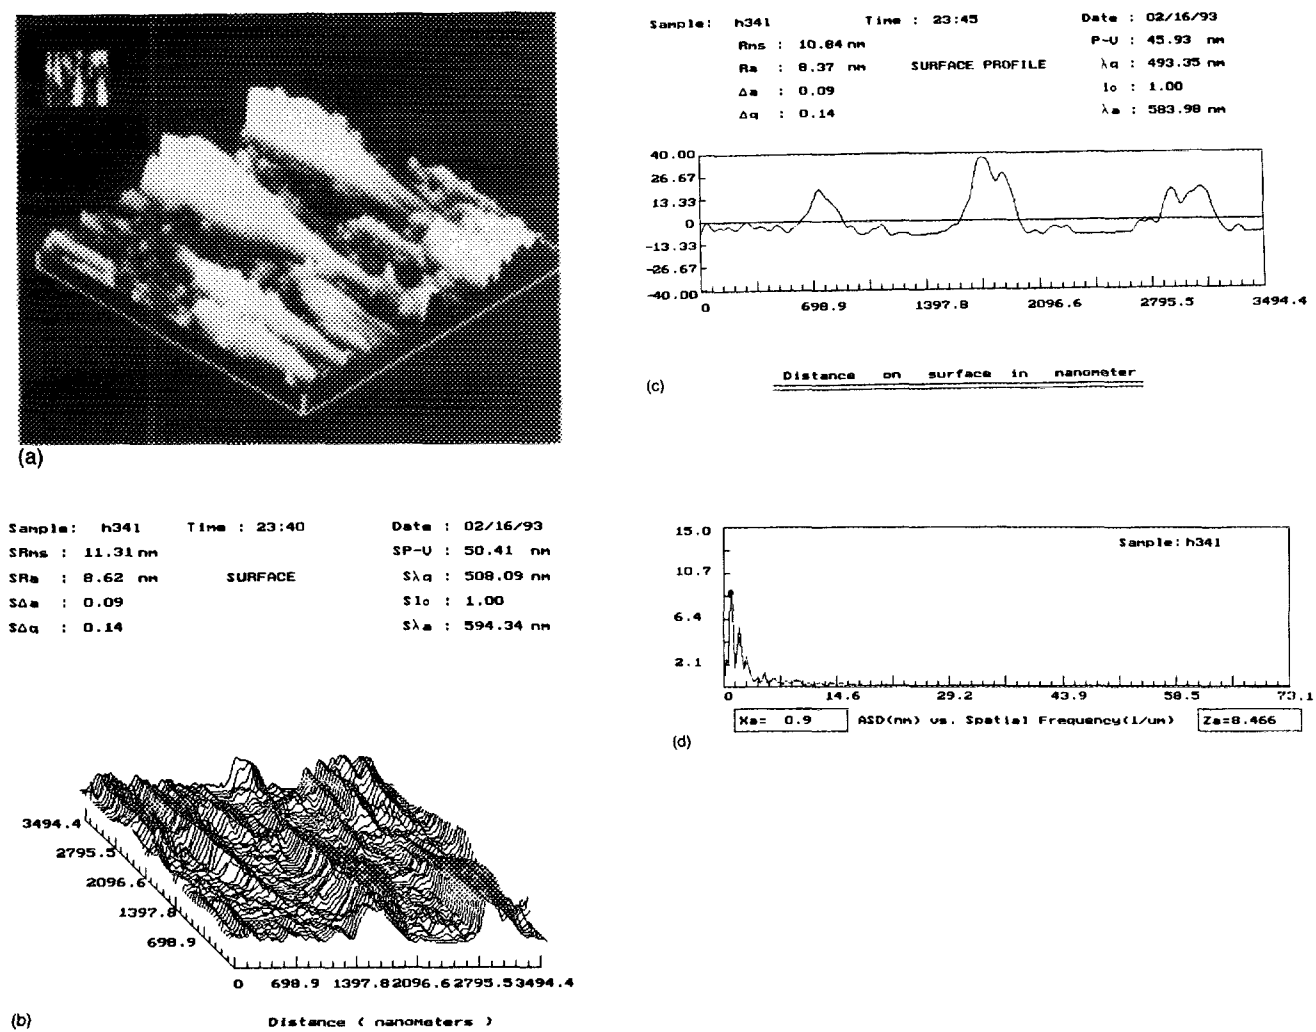 (a)
Sample: h341 Time : 23:40 Date : 02/16/93
SRms : 11.31 nm SP-V : 50.41 nm
SRa : 8.62 nm SURFACE Sλq : 508.09 nm
SΔa : 0.09 Slo : 1.00
SΔq : 0.14 Sλa : 594.34 nm
3494.4
2795.5
2096.6
1397.8
698.9
0 698.9 1397.8 2096.6 2795.5 3494.4
(b) Distance ( nanometers )
Sample: h341 Time : 23:45 Date : 02/16/93
Rms : 10.84 nm P-V : 45.93 nm
Ra : 8.37 nm SURFACE PROFILE λq : 493.35 nm
Δa : 0.09 lo : 1.00
Δq : 0.14 λa : 583.98 nm
40.00
26.67
13.33
0
-13.33
-26.67
-40.00
0 698.9 1397.8 2096.6 2795.5 3494.4
Distance on surface in nanometer
(c)
15.0
10.7
6.4
2.1
Sample: h341
0 14.6 29.2 43.9 58.5 73.1
Xa= 0.9 ASD(nm) vs. Spatial Frequency(1/um) Za=8.466
(d)